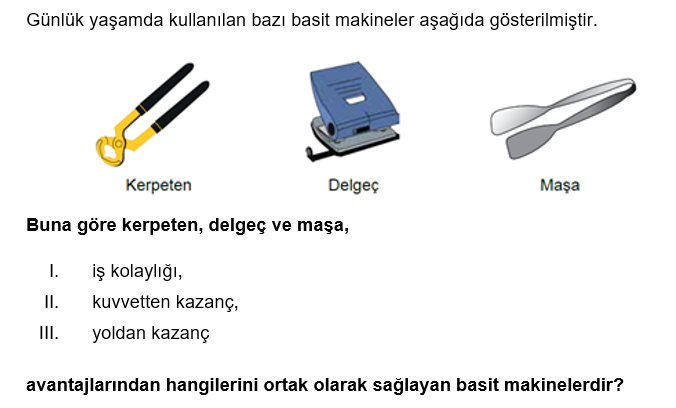 Günlük yaşamda kullanılan bazı basit makineler aşağıda gösterilmiştir.
Kerpeten Delgeç Maşa
Buna göre kerpeten, delgeç ve maşa,
I. iş kolaylığı,
II. kuvvetten kazanç,
III. yoldan kazanç
avantajlarından hangilerini ortak olarak sağlayan basit makinelerdir?